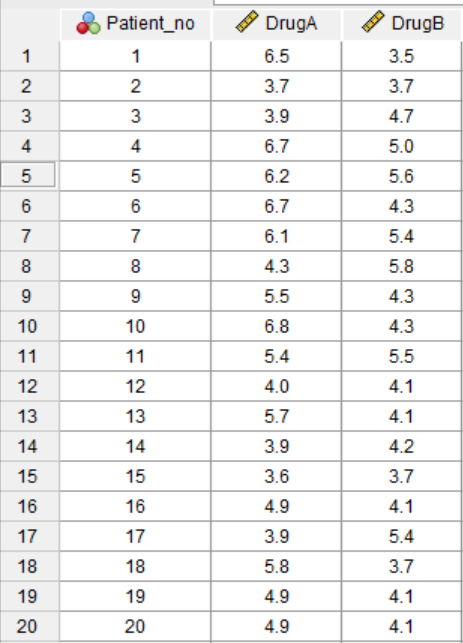 Patient_no DrugA DrugB
1 1 6.5 3.5
2 2 3.7 3.7
3 3 3.9 4.7
4 4 6.7 5.0
5 5 6.2 5.6
6 6 6.7 4.3
7 7 6.1 5.4
8 8 4.3 5.8
9 9 5.5 4.3
10 10 6.8 4.3
11 11 5.4 5.5
12 12 4.0 4.1
13 13 5.7 4.1
14 14 3.9 4.2
15 15 3.6 3.7
16 16 4.9 4.1
17 17 3.9 5.4
18 18 5.8 3.7
19 19 4.9 4.1
20 20 4.9 4.1